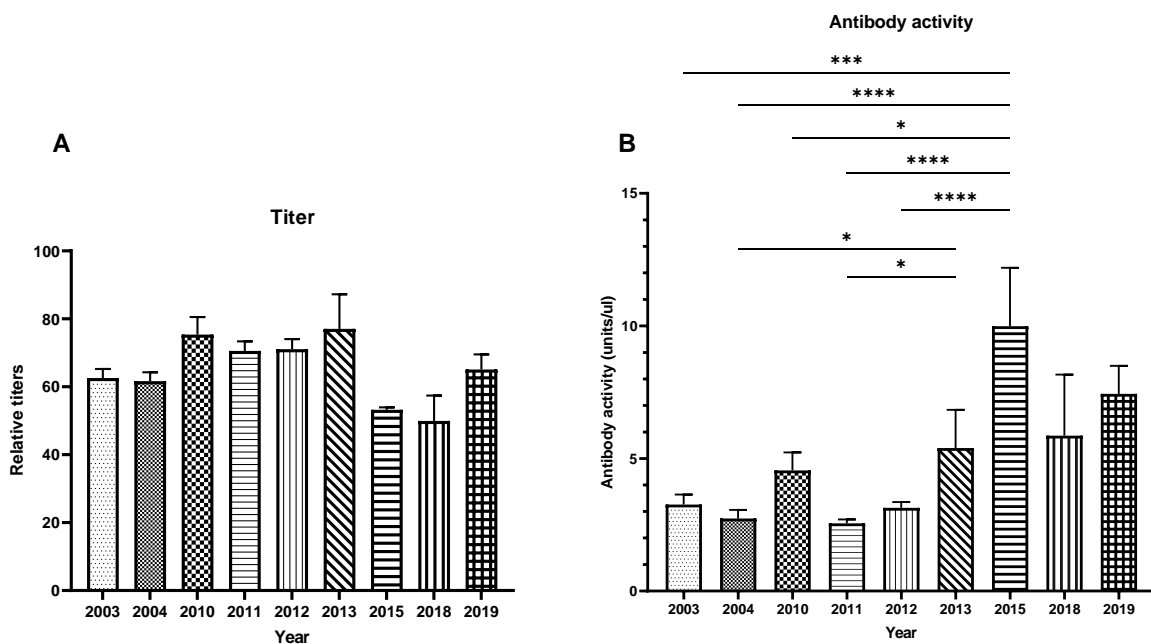 A
Titer
Relative titers
100
80
60
40
20
0
2003 2004 2010 2011 2012 2013 2015 2018 2019
Year
Antibody activity
B
***
****
*
****
****
*
*
Antibody activity (units/ul)
15
10
5
0
2003 2004 2010 2011 2012 2013 2015 2018 2019
Year